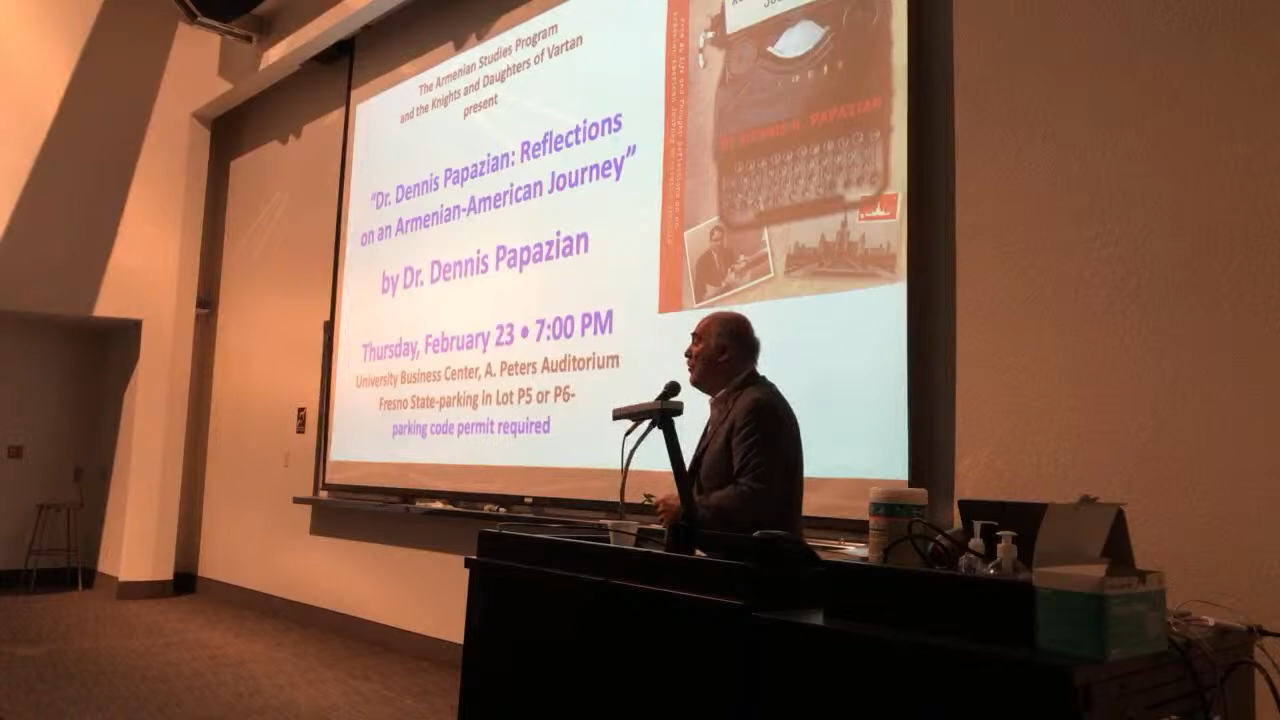 The Armenian Studies Program
and the Knights and Daughters of Vartan
present
"Dr. Dennis Papazian: Reflections
on an Armenian-American Journey"
by Dr. Dennis Papazian
Thursday, February 23 • 7:00 PM
University Business Center, A. Peters Auditorium
Fresno State-parking in Lot P5 or P6-
parking code permit required
DENNIS R. PAPAZIAN